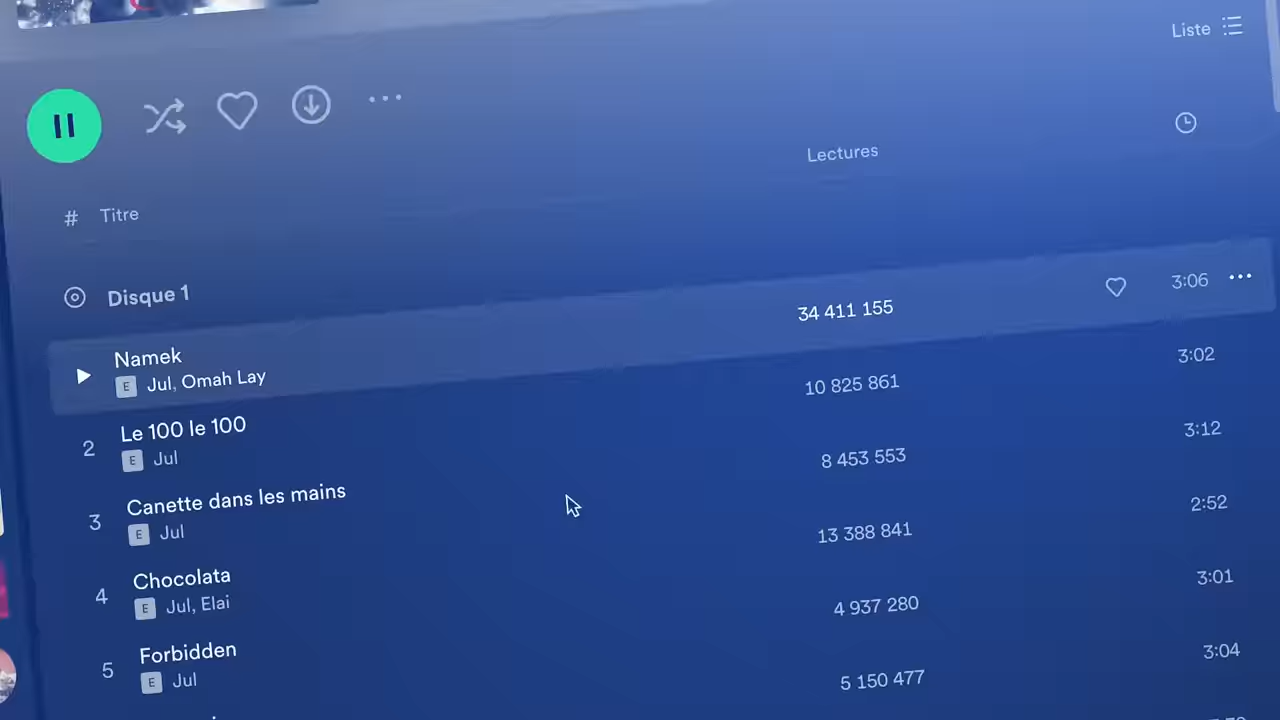 Liste
Lectures
# Titre
Disque 1
Namek 34 411 155 3:06
E Jul, Omah Lay
2 Le 100 le 100 10 825 861 3:02
E Jul
3 Canette dans les mains 8 453 553 3:12
E Jul
4 Chocolata 13 388 841 2:52
E Jul, Elai
5 Forbidden 4 937 280 3:01
E Jul
5 150 477 3:04